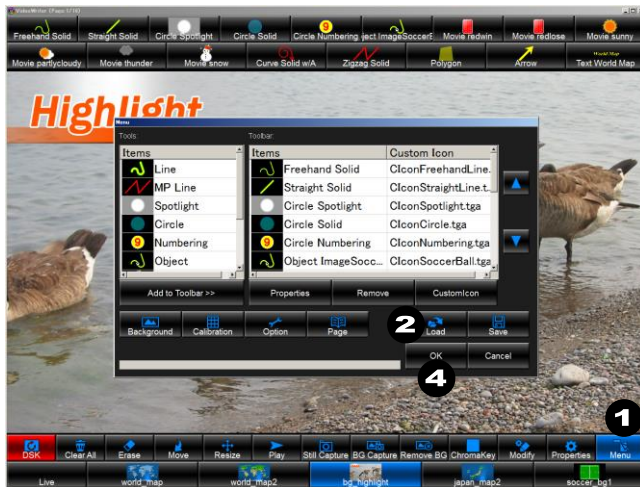 VideoWriter [Page:1/10]
Freehand Solid Straight Solid Circle Spotlight Circle Solid Circle Numbering ject ImageSoccerE Movie redwin Movie redlose Movie sunny
Movie partlycloudy Movie thunder Movie snow Curve Solid w/A Zigzag Solid Polygon Arrow Text World Map
Highlight
Menu
Tools: Toolbar:
Items Items Custom Icon
Line Freehand Solid CIconFreehandLine.
MP Line Straight Solid CIconStraightLine.t.
Spotlight Circle Spotlight CIconSpotlight.tga
Circle Circle Solid CIconCircle.tga
9 Numbering 9 Circle Numbering CIconNumbering.tga
Object Object ImageSocc... CIconSoccerBall.tga
Add to Toolbar >> Properties Remove CustomIcon
2
Background Calibration Option Page Load Save
OK Cancel
4
1
DSK Clear All Erase Move Resize Play Still Capture BG Capture Remove BG ChromaKey Modify Properties Menu
Live world_map world_map2 bg_highlight japan_map2 soccer_bg1